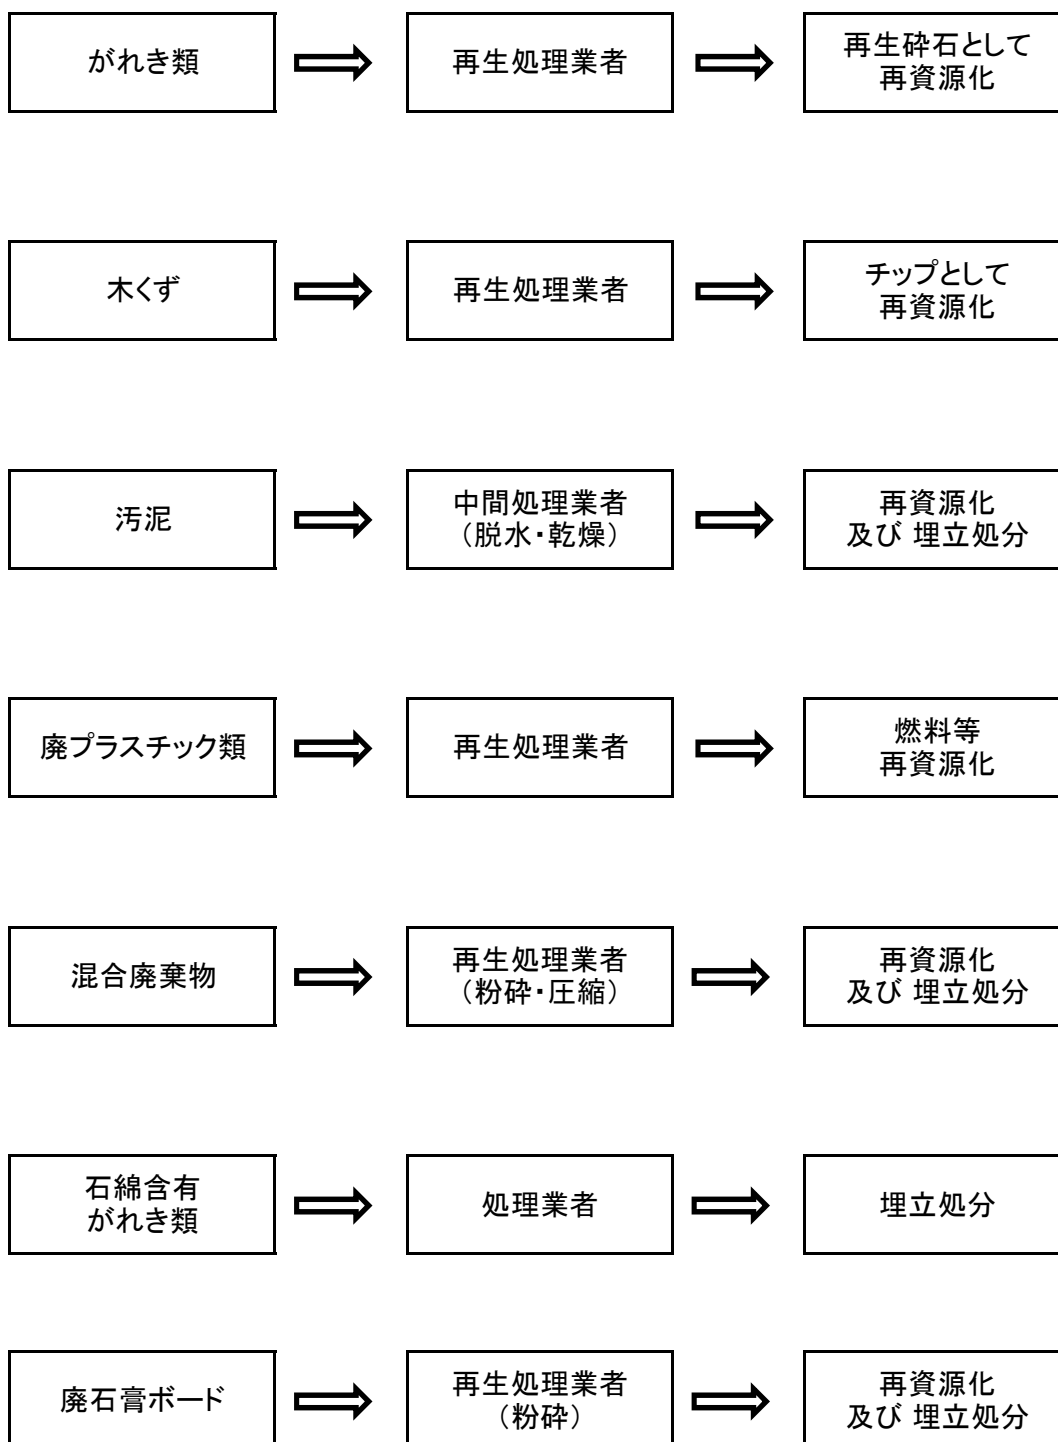 がれき類
再生処理業者
再生砕石として
再資源化
木くず
再生処理業者
チップとして
再資源化
汚泥
中間処理業者
（脱水・乾燥）
再資源化
及び 埋立処分
廃プラスチック類
再生処理業者
燃料等
再資源化
混合廃棄物
再生処理業者
（粉砕・圧縮）
再資源化
及び 埋立処分
石綿含有
がれき類
処理業者
埋立処分
廃石膏ボード
再生処理業者
（粉砕）
再資源化
及び 埋立処分